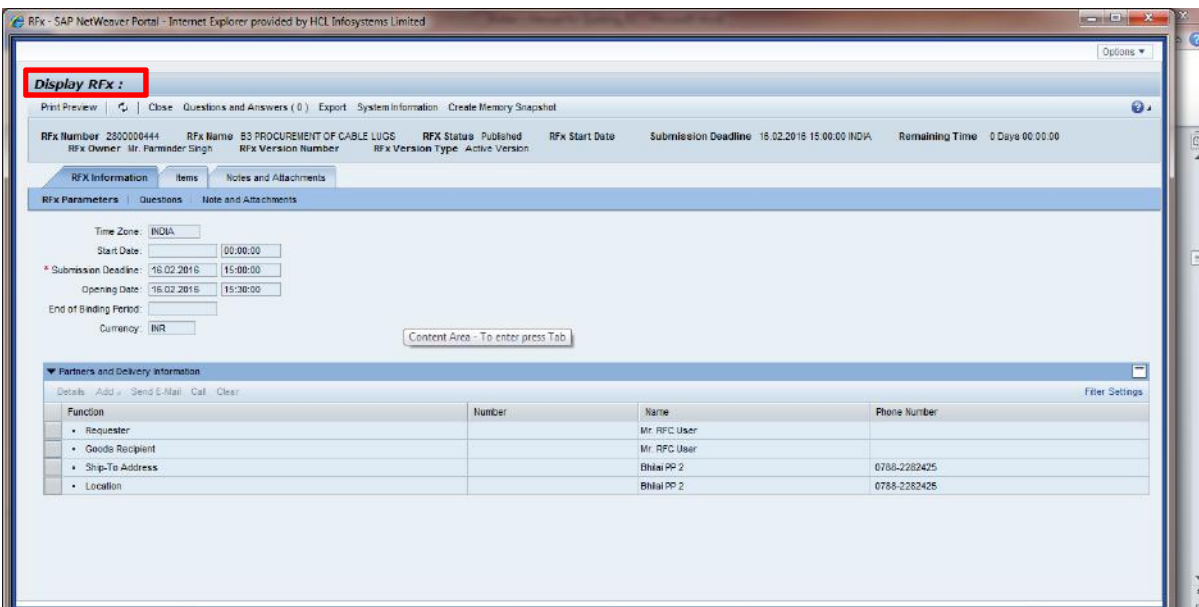 RFx - SAP NetWeaver Portal - Internet Explorer provided by HCL Infosystems Limited
Options
Display RFx :
Print Preview Close Questions and Answers ( 0 ) Export System Information Create Memory Snapshot
RFx Number 2800000444 RFx Name B3 PROCUREMENT OF CABLE LUGS RFX Status Published RFx Start Date Submission Deadline 16.02.2016 15:00:00 INDIA Remaining Time 0 Days 00:00:00
RFx Owner Mr. Parminder Singh RFx Version Number RFx Version Type Active Version
RFX Information Items Notes and Attachments
RFx Parameters Questions Note and Attachments
Time Zone: INDIA
Start Date: 00:00:00
* Submission Deadline: 16.02.2016 15:00:00
Opening Date: 16.02.2016 15:30:00
End of Binding Period:
Currency: INR
Content Area - To enter press Tab
Partners and Delivery Information
Details Add Send E-Mail Call Clear Filter Settings
Function Number Name Phone Number
• Requester Mr. RFC User
• Goods Recipient Mr. RFC User
• Ship-To Address Bhilai PP 2 0788-2282425
• Location Bhilai PP 2 0788-2282425